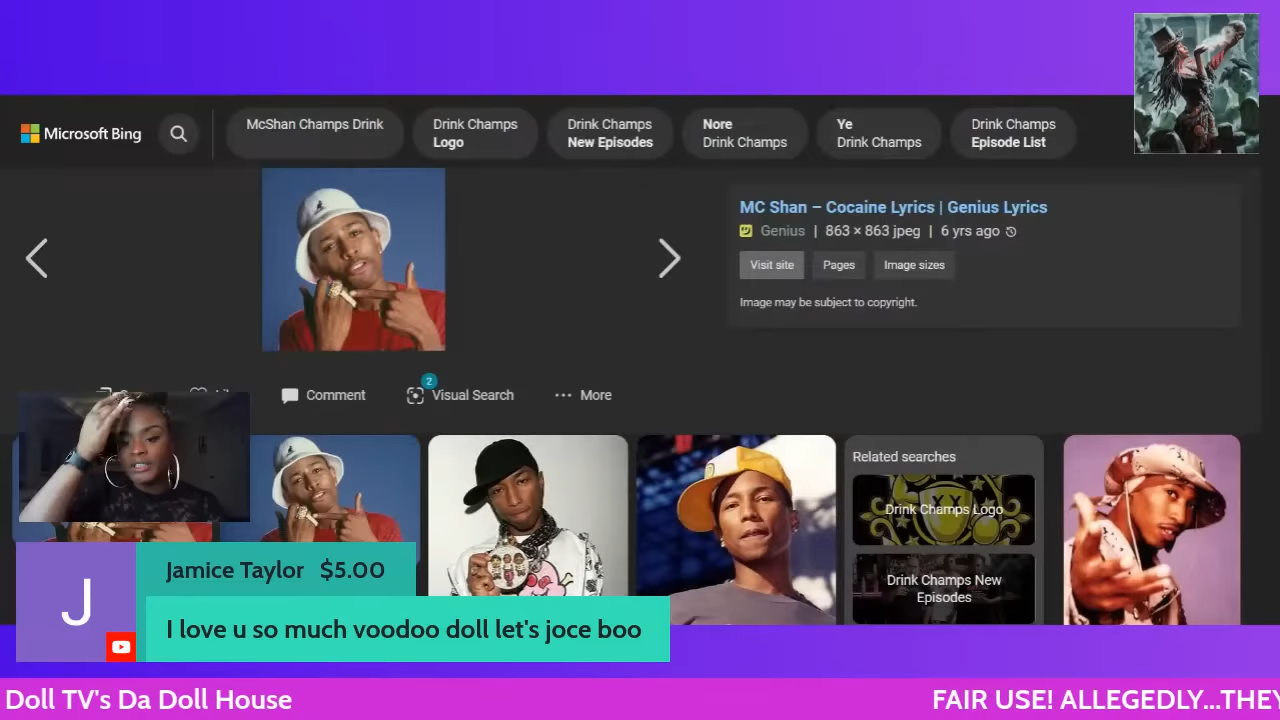 Microsoft Bing
McShan Champs Drink
Drink Champs
Logo
Drink Champs
New Episodes
Nore
Drink Champs
Ye
Drink Champs
Drink Champs
Episode List
MC Shan – Cocaine Lyrics | Genius Lyrics
Genius | 863 × 863 jpeg | 6 yrs ago
Visit site
Pages
Image sizes
Image may be subject to copyright.
Comment
2
Visual Search
More
Related searches
Drink Champs Logo
Drink Champs New
Episodes
J
Jamice Taylor $5.00
I love u so much voodoo doll let's joce boo
Doll TV's Da Doll House
FAIR USE! ALLEGEDLY...THEY